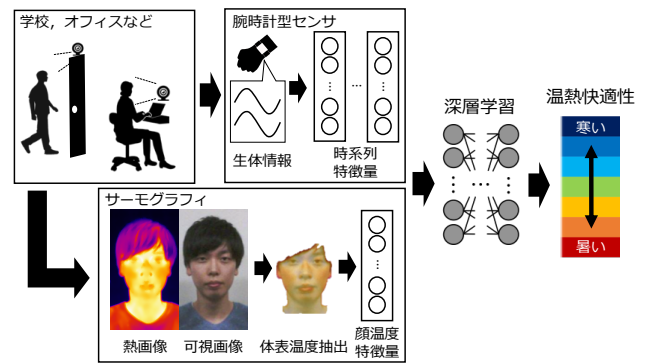 学校，オフィスなど
腕時計型センサ
生体情報
時系列
特徴量
サーモグラフィ
熱画像
可視画像
体表温度抽出
顔温度
特徴量
深層学習
温熱快適性
寒い
暑い